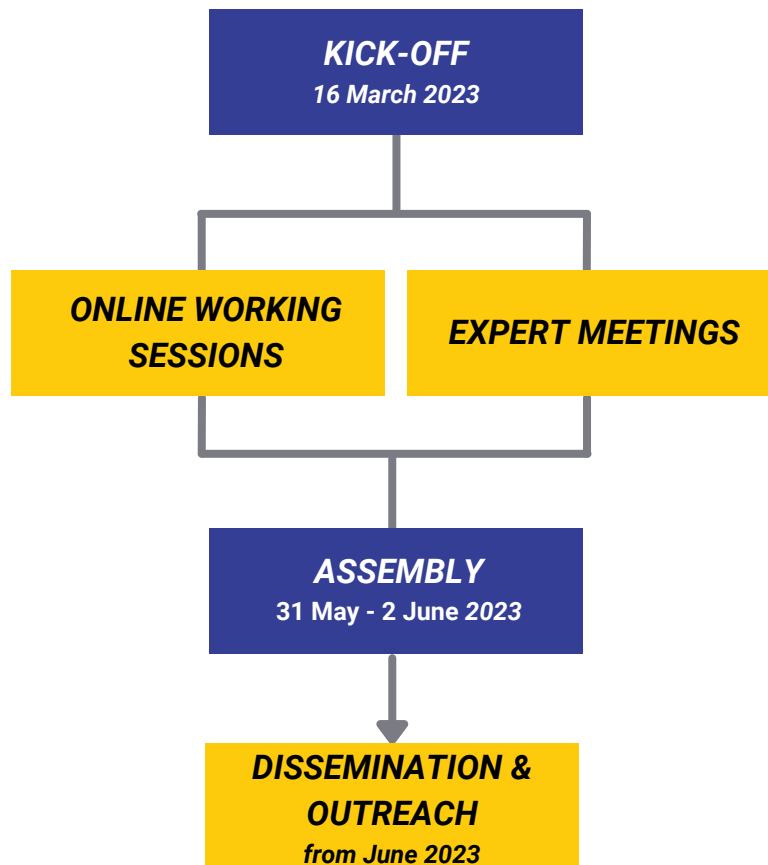 KICK-OFF
16 March 2023
ONLINE WORKING
SESSIONS
EXPERT MEETINGS
ASSEMBLY
31 May - 2 June 2023
DISSEMINATION &
OUTREACH
from June 2023